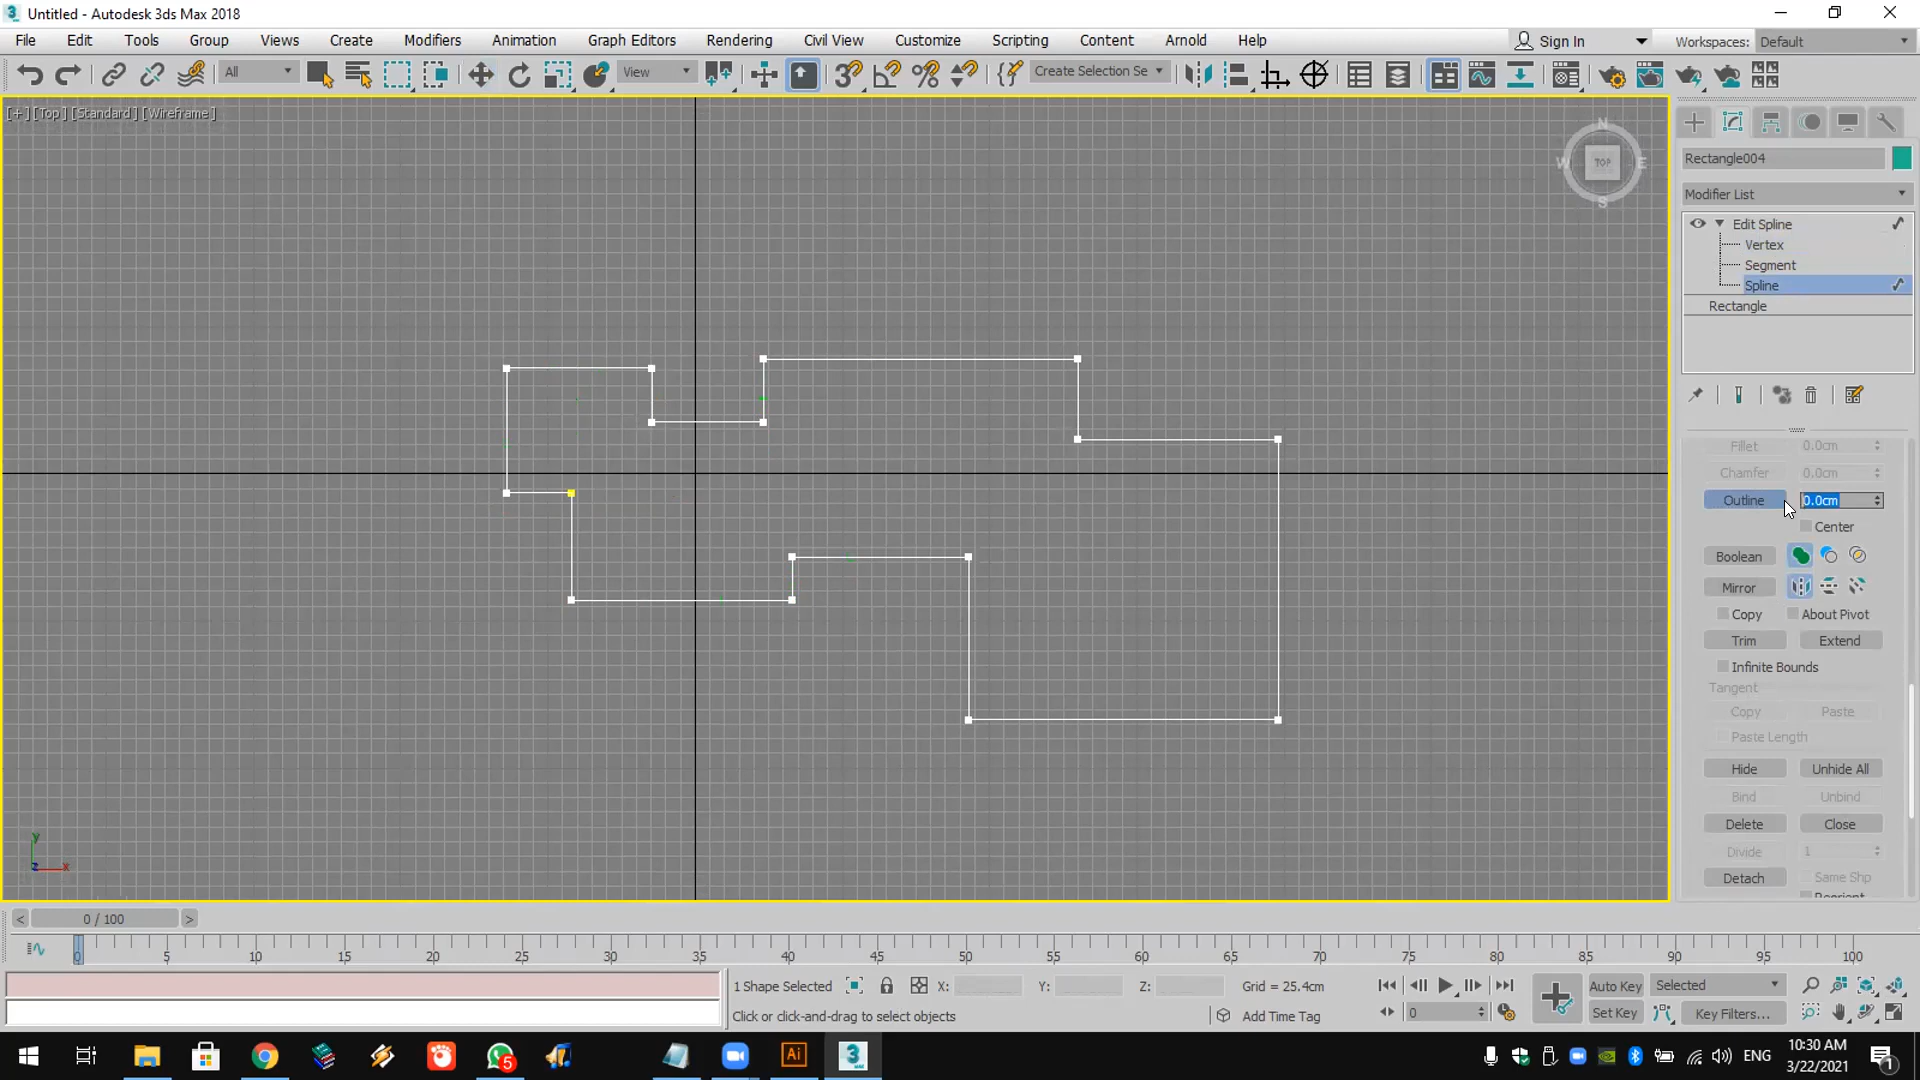 Untitled - Autodesk 3ds Max 2018
File Edit Tools Group Views Create Modifiers Animation Graph Editors Rendering Civil View Customize Scripting Content Arnold Help Sign In Workspaces: Default
All View Create Selection Se
[+] [Top] [Standard] [Wireframe]
N
W TOP E
S
Rectangle004
Modifier List
Edit Spline
Vertex
Segment
Spline
Rectangle
Fillet 0.0cm
Chamfer 0.0cm
Outline 0.0cm
Center
Boolean
Mirror
Copy About Pivot
Trim Extend
Infinite Bounds
Tangent
Copy Paste
Paste Length
Hide Unhide All
Bind Unbind
Delete Close
Divide 1
Detach Same Shp
Reorient
y
z x
< 0 / 100 >
0 5 10 15 20 25 30 35 40 45 50 55 60 65 70 75 80 85 90 95 100
1 Shape Selected X: Y: Z: Grid = 25.4cm Auto Key Selected
Click or click-and-drag to select objects Add Time Tag 0 Set Key Key Filters...
5 Ai 3 ENG 10:30 AM
3/22/2021 1